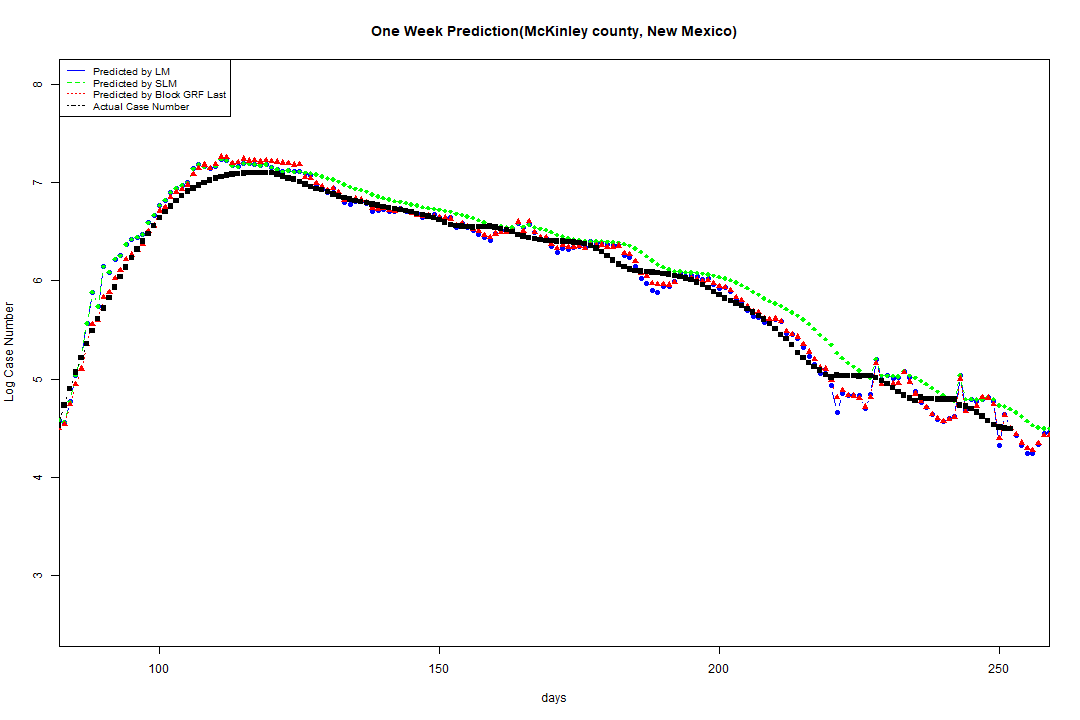 One Week Prediction(McKinley county, New Mexico)
Predicted by LM
Predicted by SLM
Predicted by Block GRF Last
Actual Case Number
Log Case Number
8
7
6
5
4
3
100 150 200 250
days